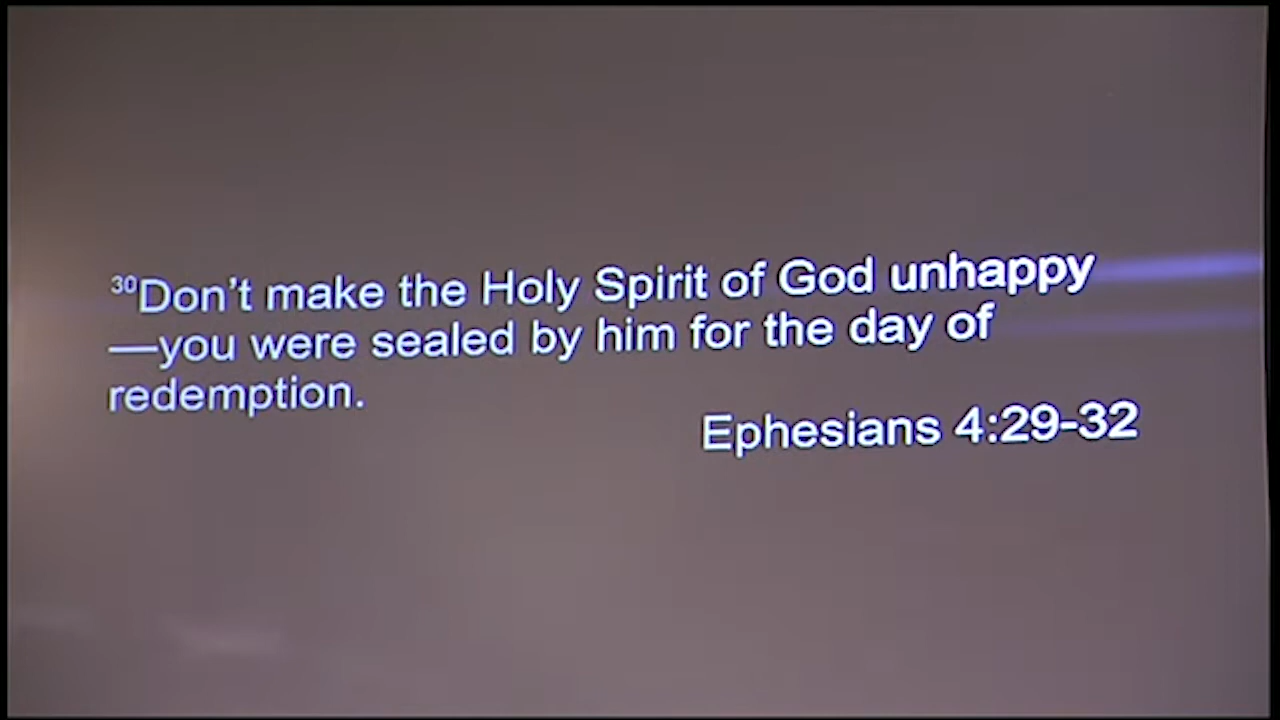 ³⁰Don’t make the Holy Spirit of God unhappy
—you were sealed by him for the day of
redemption.
Ephesians 4:29-32